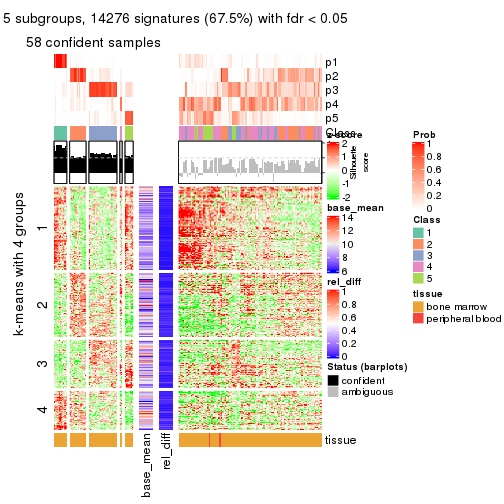 5 subgroups, 14276 signatures (67.5%) with fdr < 0.05
58 confident samples
p1
p2
p3
p4
p5
Class
z-score
2
1
0
-1
-2
Silhouette
score
base_mean
14
12
10
8
6
rel_diff
1
0.8
0.6
0.4
0.2
0
Status (barplots)
confident
ambiguous
Prob
1
0.8
0.6
0.4
0.2
0
Class
1
2
3
4
5
tissue
bone marrow
peripheral blood
k-means with 4 groups
1
2
3
4
tissue
base_mean
rel_diff